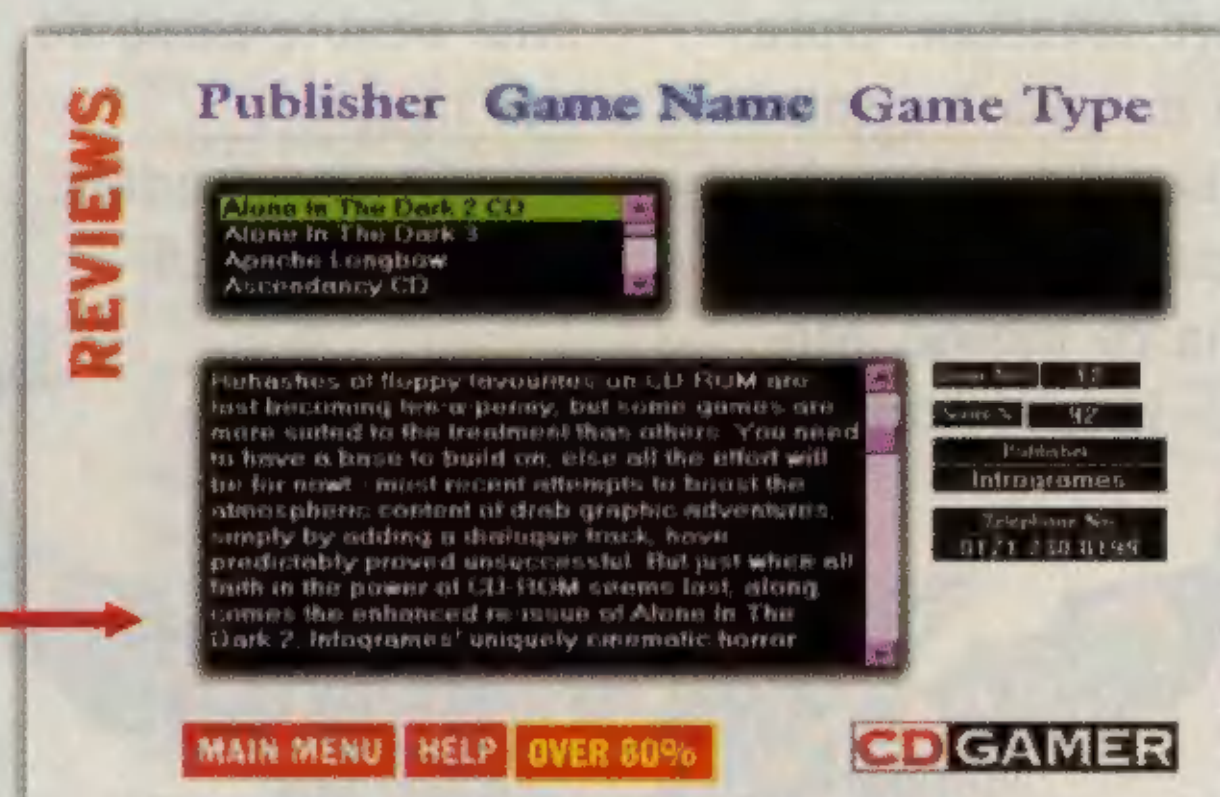 REVIEWS
Publisher Game Name Game Type
Alone In The Dark 2 CD
Alone In The Dark 3
Apache Longbow
Ascendancy CD
Rehashes of floppy favourites on CD ROM are
fast becoming ten-a-penny, but some games are
more suited to the treatment than others. You need
to have a base to build on, else all the effort will
be for nowt - most recent attempts to boost the
atmospheric content of drab graphic adventures,
simply by adding a dialogue track, have
predictably proved unsuccessful. But just when all
faith in the power of CD-ROM seems lost, along
comes the enhanced re-issue of Alone In The
Dark 2, Infogrames' uniquely cinematic horror
Score % 92
Publisher
Infrogrames
Telephone No.
MAIN MENU HELP OVER 80%
CD GAMER